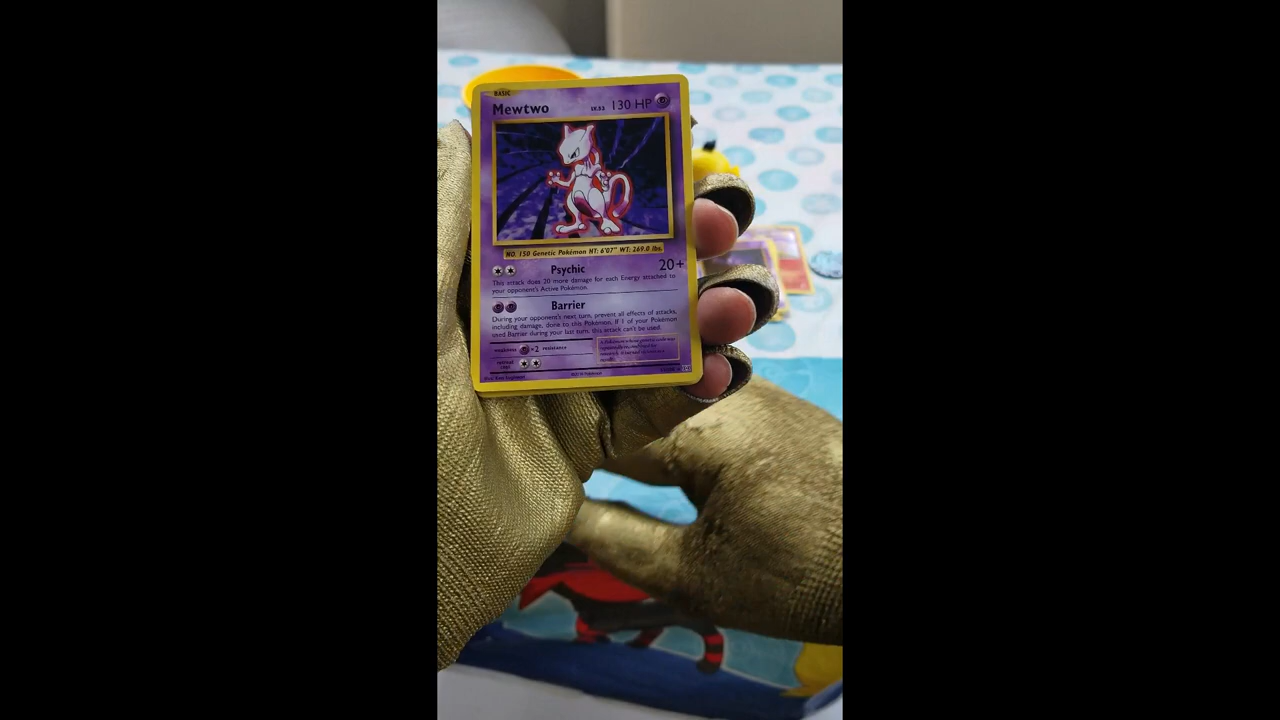 BASIC
Mewtwo LV.53 130 HP
NO. 150 Genetic Pokémon HT: 6'07" WT: 269.0 lbs.
Psychic 20+
This attack does 20 more damage for each Energy attached to
your opponent's Active Pokémon.
Barrier
During your opponent's next turn, prevent all effects of attacks,
including damage, done to this Pokémon. If 1 of your Pokémon
used Barrier during your last turn, this attack can't be used.
weakness ×2 resistance
retreat
cost